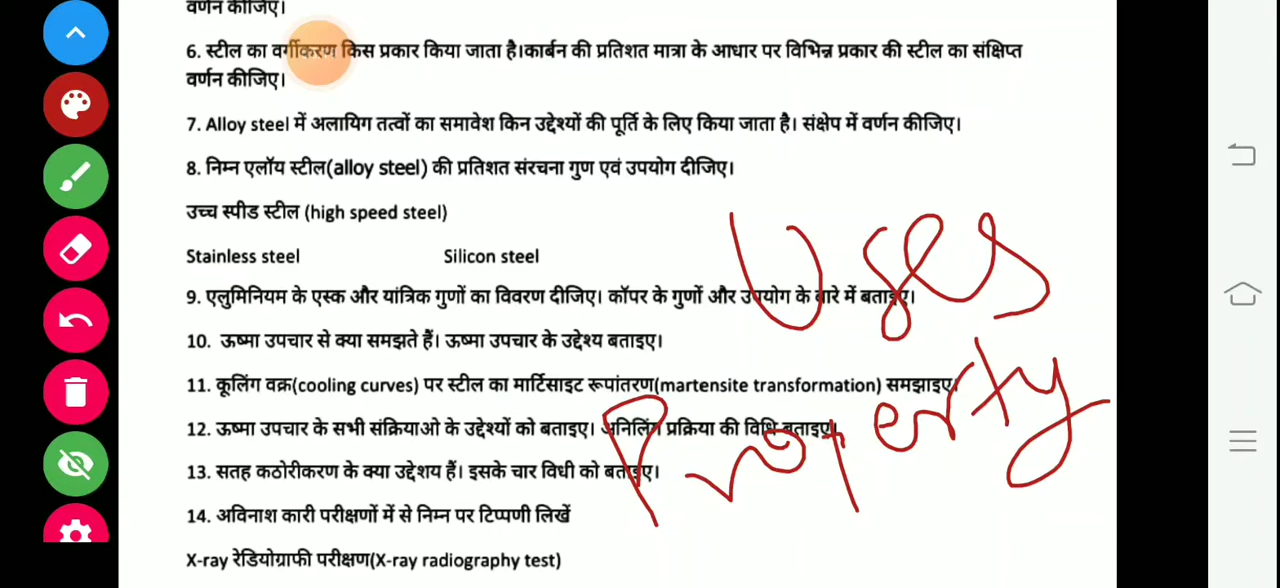 वर्णन कीजिए।
6. स्टील का वर्गीकरण किस प्रकार किया जाता है।कार्बन की प्रतिशत मात्रा के आधार पर विभिन्न प्रकार की स्टील का संक्षिप्त
वर्णन कीजिए।
7. Alloy steel में अलायिग तत्वों का समावेश किन उद्देश्यों की पूर्ति के लिए किया जाता है। संक्षेप में वर्णन कीजिए।
8. निम्न एलॉय स्टील(alloy steel) की प्रतिशत संरचना गुण एवं उपयोग दीजिए।
उच्च स्पीड स्टील (high speed steel)
Stainless steel Silicon steel
Uses
9. एलुमिनियम के एस्क और यांत्रिक गुणों का विवरण दीजिए। कॉपर के गुणों और उपयोग के बारे में बताइए।
10. ऊष्मा उपचार से क्या समझते हैं। ऊष्मा उपचार के उद्देश्य बताइए।
11. कूलिंग वक्र(cooling curves) पर स्टील का मार्टिसाइट रूपांतरण(martensite transformation) समझाइए।
Property
12. ऊष्मा उपचार के सभी संक्रियाओ के उद्देश्यों को बताइए। अनिलिंग प्रक्रिया की विधि बताइए।
13. सतह कठोरीकरण के क्या उद्देशय हैं। इसके चार विधी को बताइए।
14. अविनाश कारी परीक्षणों में से निम्न पर टिप्पणी लिखें
X-ray रेडियोग्राफी परीक्षण(X-ray radiography test)